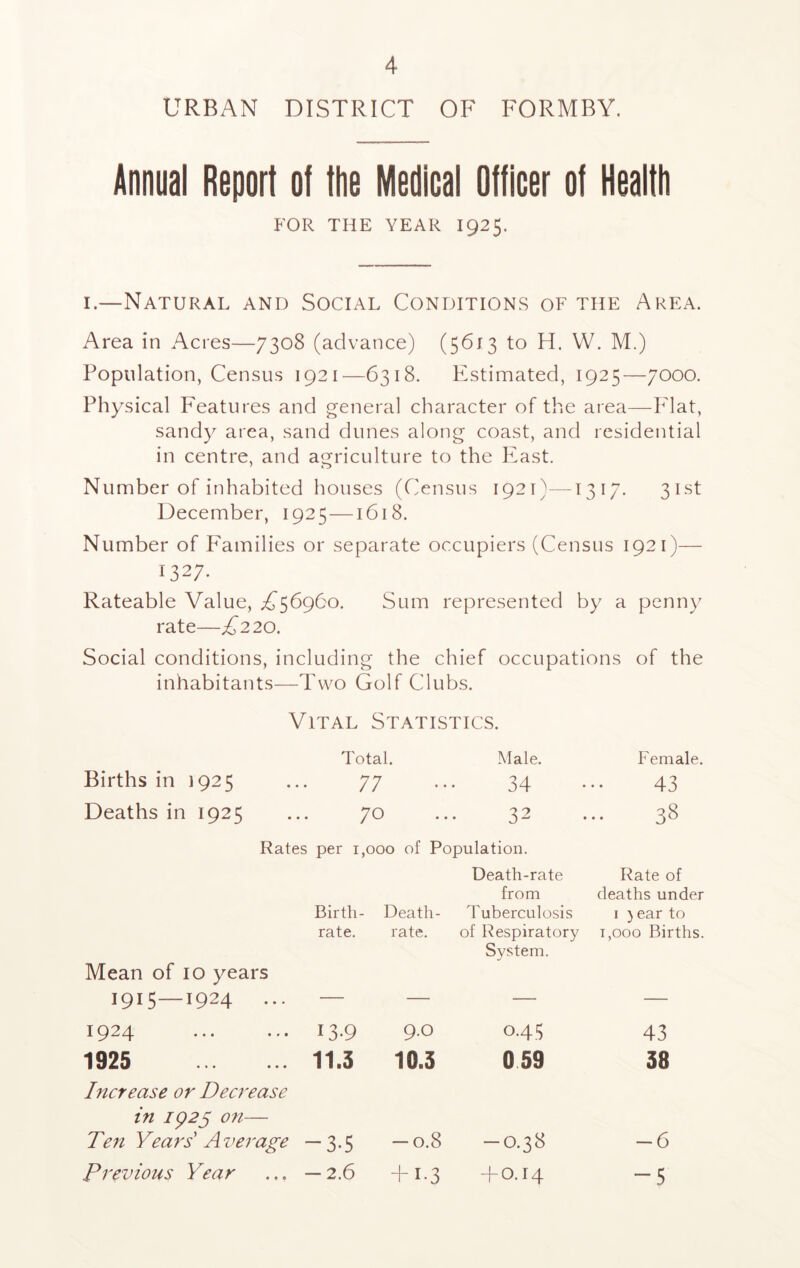 4
URBAN DISTRICT OF FORMBY.
Annual Report of the Medical Officer of Health
FOR THE YEAR 1925.
1.—NATURAL AND SOCIAL CONDITIONS OF THE AREA.
Area in Acres—7308 (advance) (5613 to H. W. M.)
Population, Census 1921—6318. Estimated, 1925—7000.
Physical Features and general character of the area—Flat,
sandy area, sand dunes along coast, and residential
in centre, and agriculture to the East.
Number of inhabited houses (Census 1921)—1317. 31st
December, 1925—1618.
Number of Families or separate occupiers (Census 1921)—
1327.
Rateable Value, £56960. Sum represented by a penny
rate—£220.
Social conditions, including the chief occupations of the
inhabitants—Two Golf Clubs.
VITAL STATISTICS.
Total. Male. Female.
Births in 1925 ... 77 ... 34 ... 43
Deaths in 1925 ... 70 ... 32 ... 38
Rates per 1,000 of Population.
Death-rate Rate of
from deaths under
Birth- Death- Tuberculosis 1 year to
rate. rate. of Respiratory 1,000 Births.
System.
Mean of 10 years
1915—1924 ... — — — —
1924 ... ... 13.9 9.0 0.45 43
1925 ... ... 11.3 10.3 0.59 38
Increase or Decrease
in 1925 on—
Ten Years' Average —3.5 —0.8 —0.38 —6
Previous Year ... —2.6 +1.3 +0.14 —5